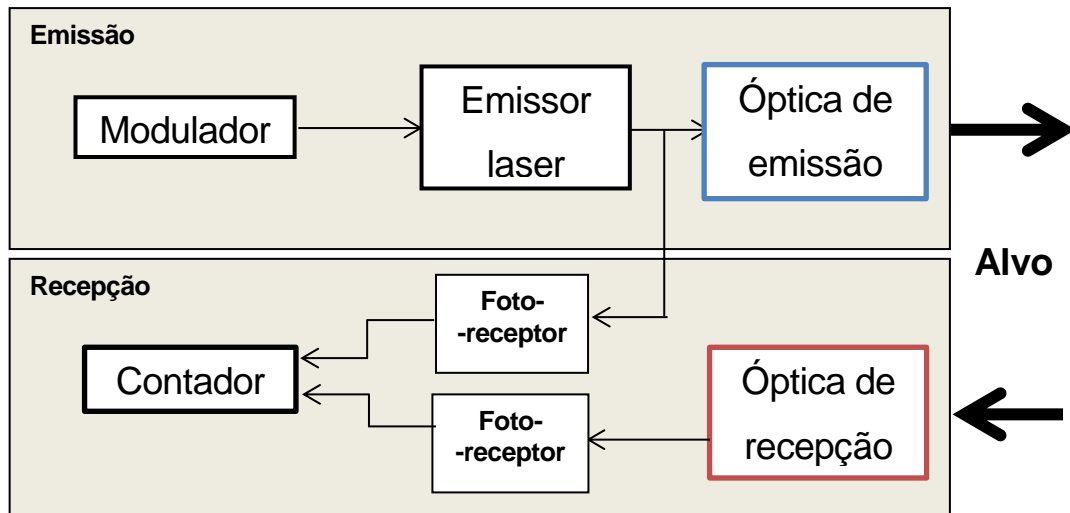 Emissão
Modulador
Emissor
laser
Óptica de
emissão
Alvo
Recepção
Foto-
-receptor
Contador
Foto-
-receptor
Óptica de
recepção